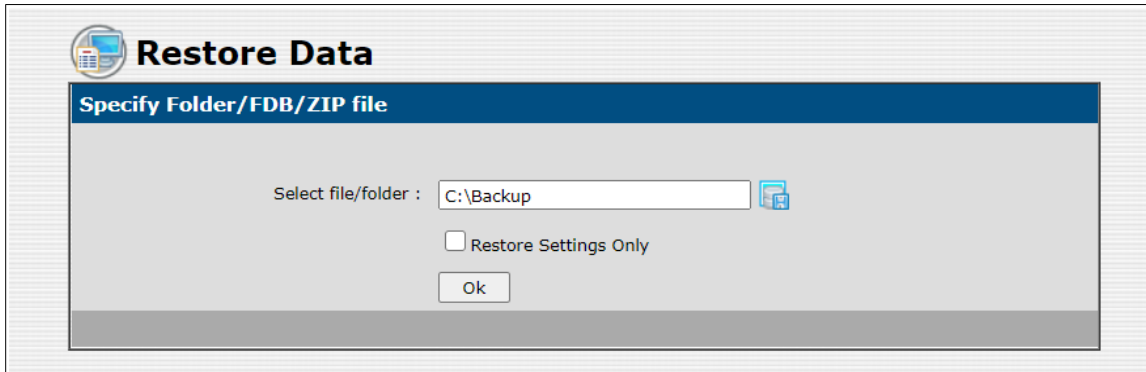 Restore Data
Specify Folder/FDB/ZIP file
Select file/folder : C:\Backup
Restore Settings Only
Ok